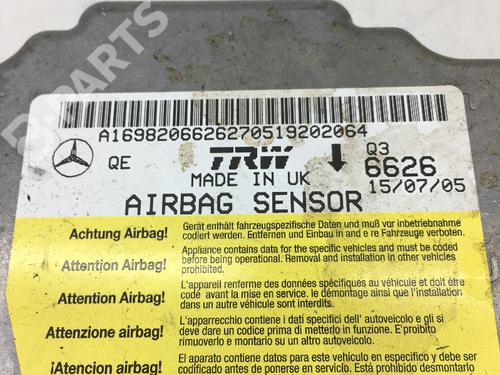 B-PARTS
A1698206626270519202064
QE TRW Q3
MADE IN UK 6626
15/07/05
AIRBAG SENSOR
Achtung Airbag!
Gerät enthält fahrzeugspezifische Daten und muß vor inbetriebnahme
codiert werden. Entfernen und Einbau in and e re Fahrzeuge verboten.
Attention Airbag!
Appliance contains data for the specific vehicles and must be coded
before being operational. Removal and installation in other vehicles
prohibited.
Attention Airbag!
L'appareil renferme des données spécifiques au véhicule et doit être
codé avant la mise en service. le démontage ainsi que l'installation
dans un autre véhicule sont interdits.
Attenzione airbag!
L'apparecchio contiene i dati specifici dell' autoveicolo e gli si
deve dare un codice prima di metterlo in funzione. E'proibito
rimuoverlo e montario su un altro autoveicolo.
¡Atencion airbag!
El aparato contiene datos para este vehículo en especifico y debe ser
codificado antes de ponerse en servicio. Está prohibido desmontarlo